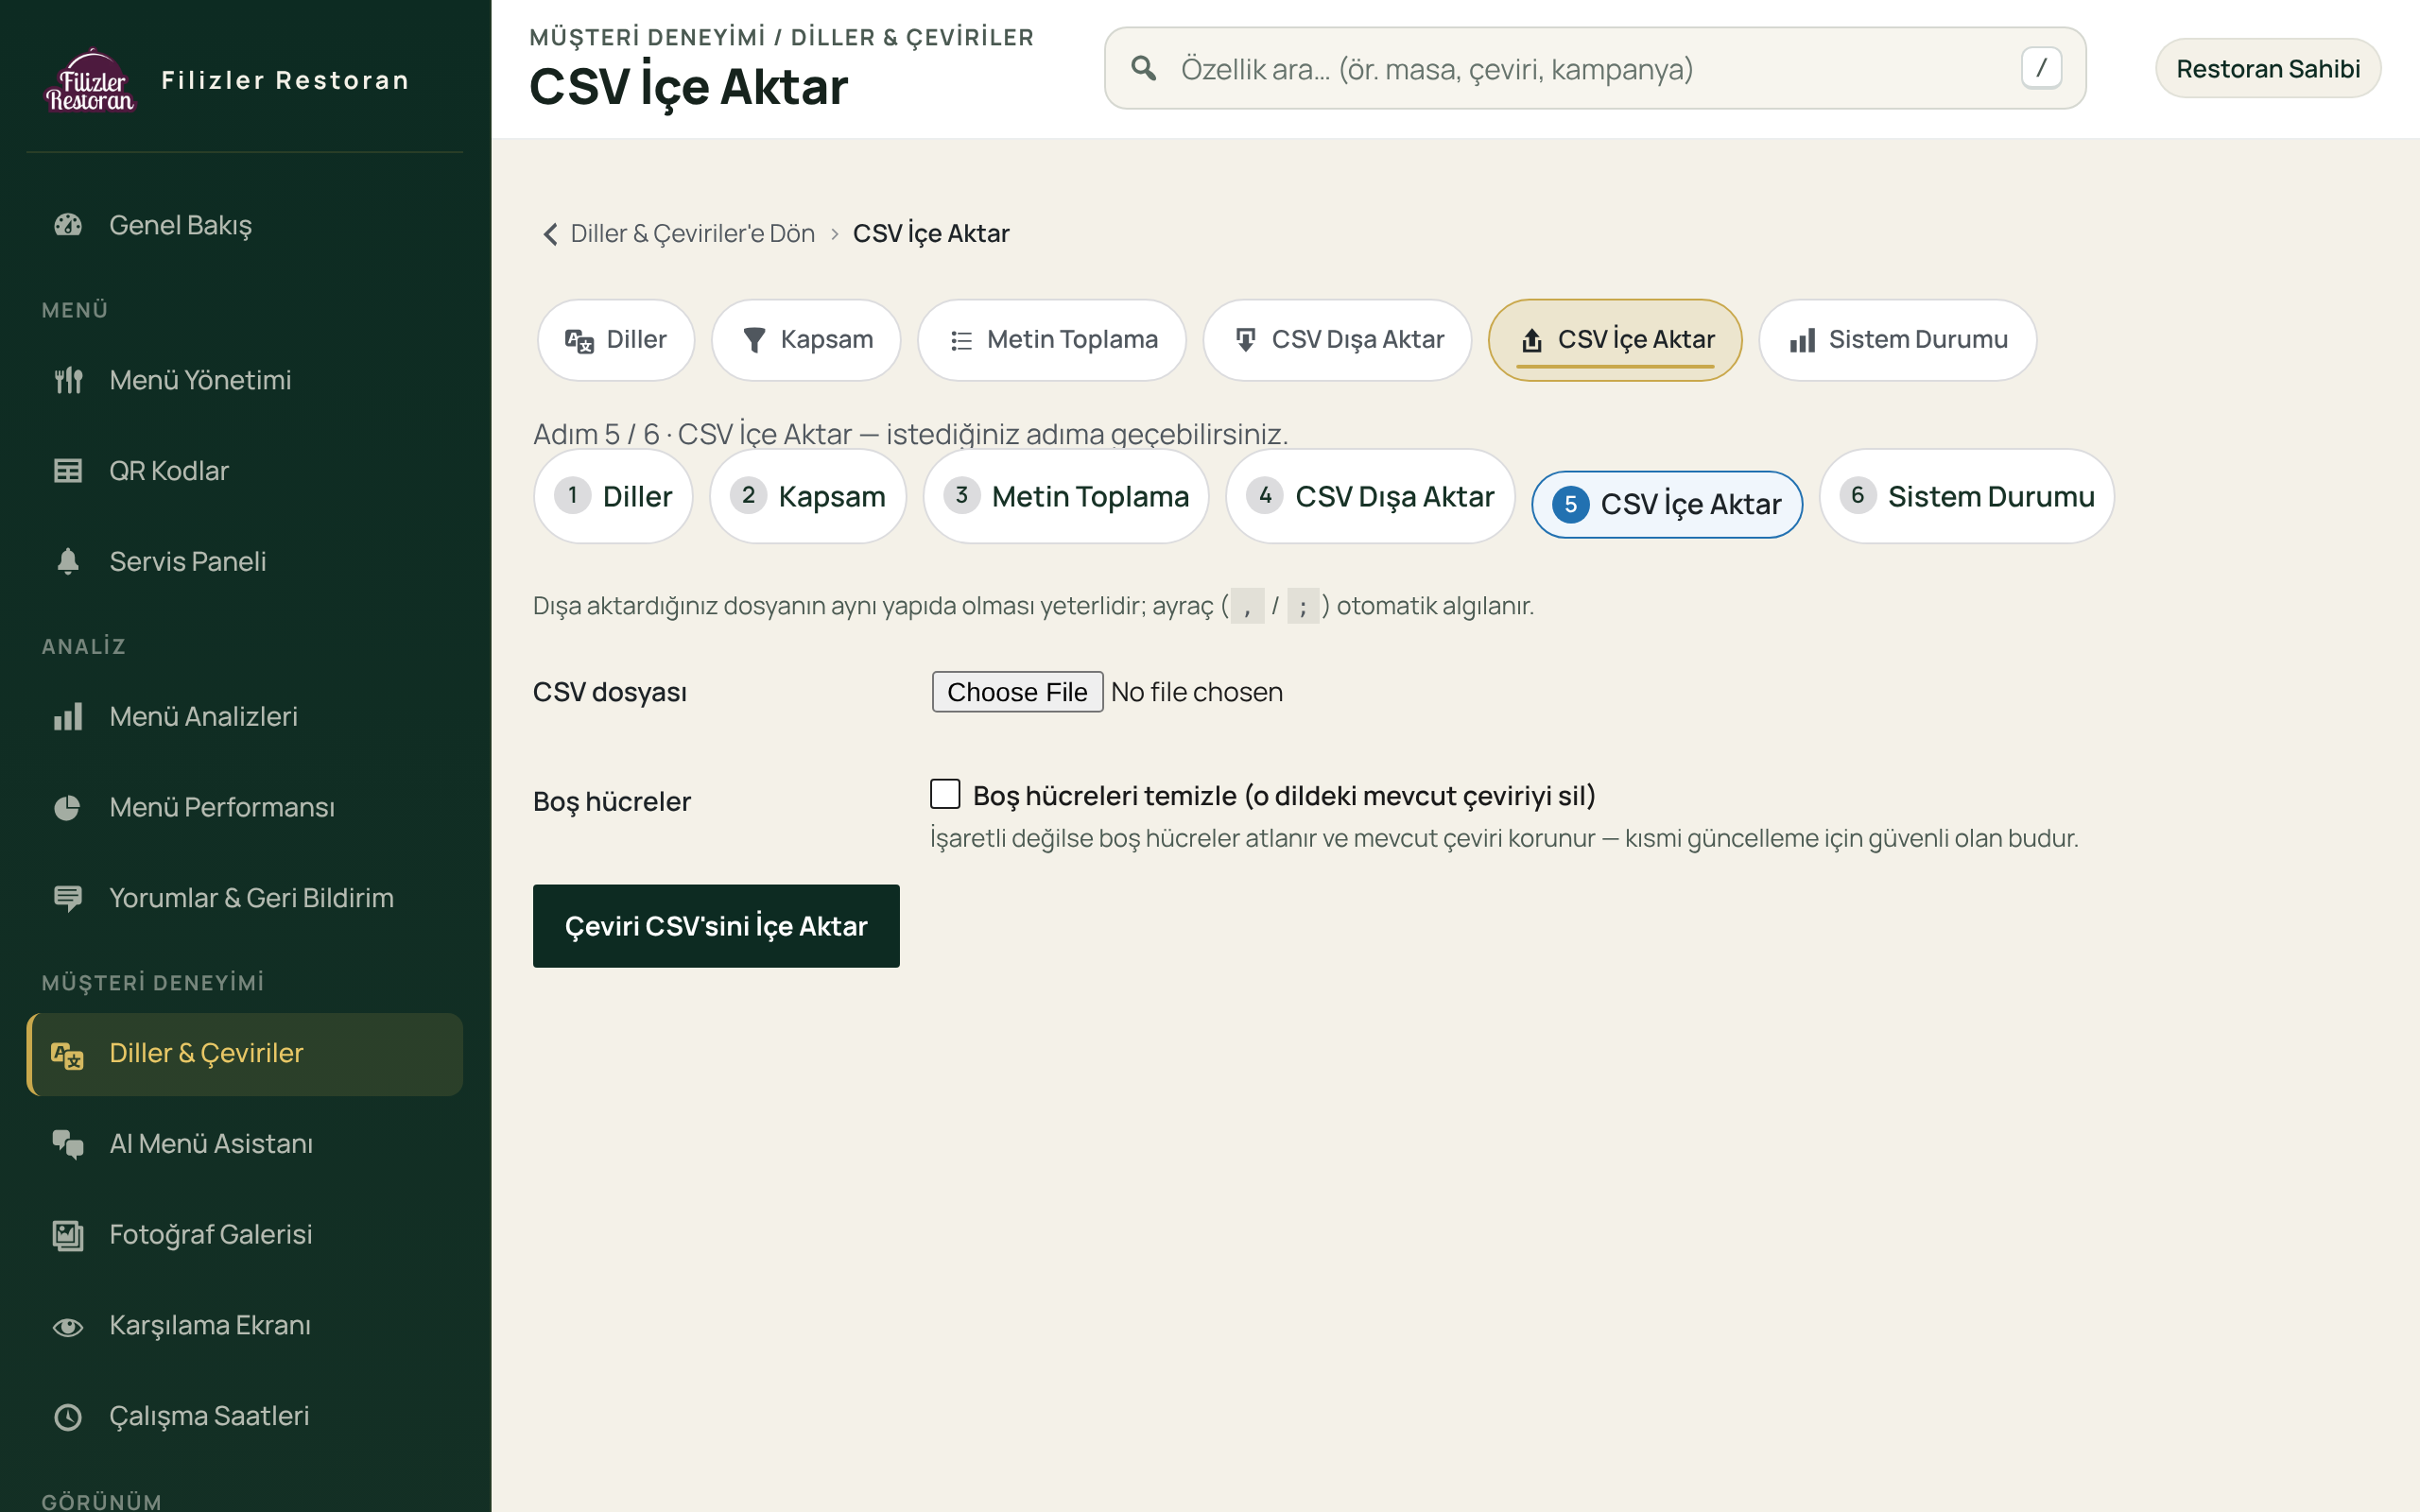 Filizler
Restoran
Filizler Restoran
Genel Bakış
MENÜ
Menü Yönetimi
QR Kodlar
Servis Paneli
ANALİZ
Menü Analizleri
Menü Performansı
Yorumlar & Geri Bildirim
MÜŞTERİ DENEYİMİ
Diller & Çeviriler
AI Menü Asistanı
Fotoğraf Galerisi
Karşılama Ekranı
Çalışma Saatleri
GÖRÜNÜM
MÜŞTERİ DENEYİMİ / DİLLER & ÇEVİRİLER
CSV İçe Aktar
Özellik ara... (ör. masa, çeviri, kampanya) /
Restoran Sahibi
Diller & Çeviriler'e Dön › CSV İçe Aktar
Diller Kapsam Metin Toplama CSV Dışa Aktar CSV İçe Aktar Sistem Durumu
Adım 5 / 6 · CSV İçe Aktar — istediğiniz adıma geçebilirsiniz.
1 Diller 2 Kapsam 3 Metin Toplama 4 CSV Dışa Aktar 5 CSV İçe Aktar 6 Sistem Durumu
Dışa aktardığınız dosyanın aynı yapıda olması yeterlidir; ayraç ( , / ; ) otomatik algılanır.
CSV dosyası Choose File No file chosen
Boş hücreler Boş hücreleri temizle (o dildeki mevcut çeviriyi sil)
İşaretli değilse boş hücreler atlanır ve mevcut çeviri korunur — kısmi güncelleme için güvenli olan budur.
Çeviri CSV'sini İçe Aktar